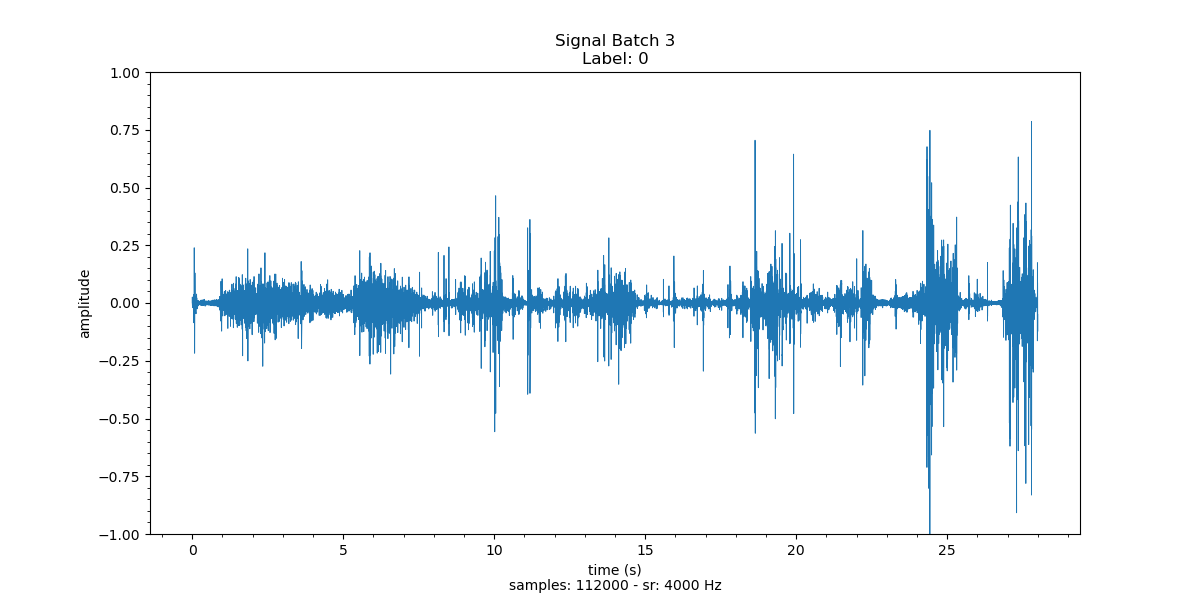 Signal Batch 3
Label: 0
1.00
0.75
0.50
0.25
0.00
−0.25
−0.50
−0.75
−1.00
amplitude
0 5 10 15 20 25
time (s)
samples: 112000 - sr: 4000 Hz